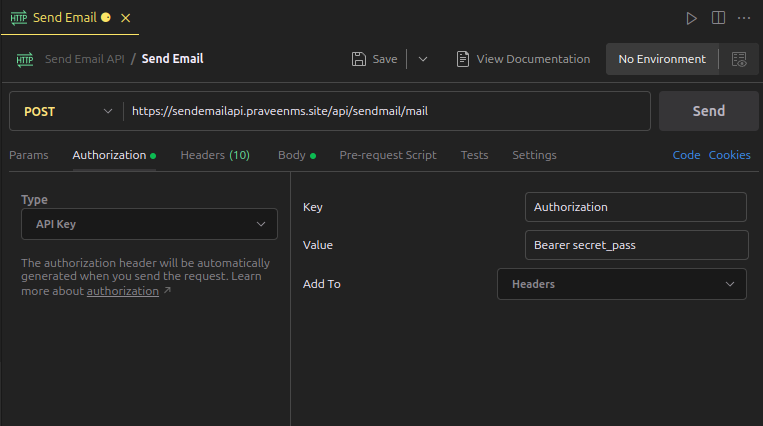 HTTP Send Email
HTTP Send Email API / Send Email Save View Documentation No Environment
POST https://sendemailapi.praveenms.site/api/sendmail/mail Send
Params Authorization Headers (10) Body Pre-request Script Tests Settings Code Cookies
Type
API Key
The authorization header will be automatically
generated when you send the request. Learn
more about authorization ↗
Key Authorization
Value Bearer secret_pass
Add To Headers